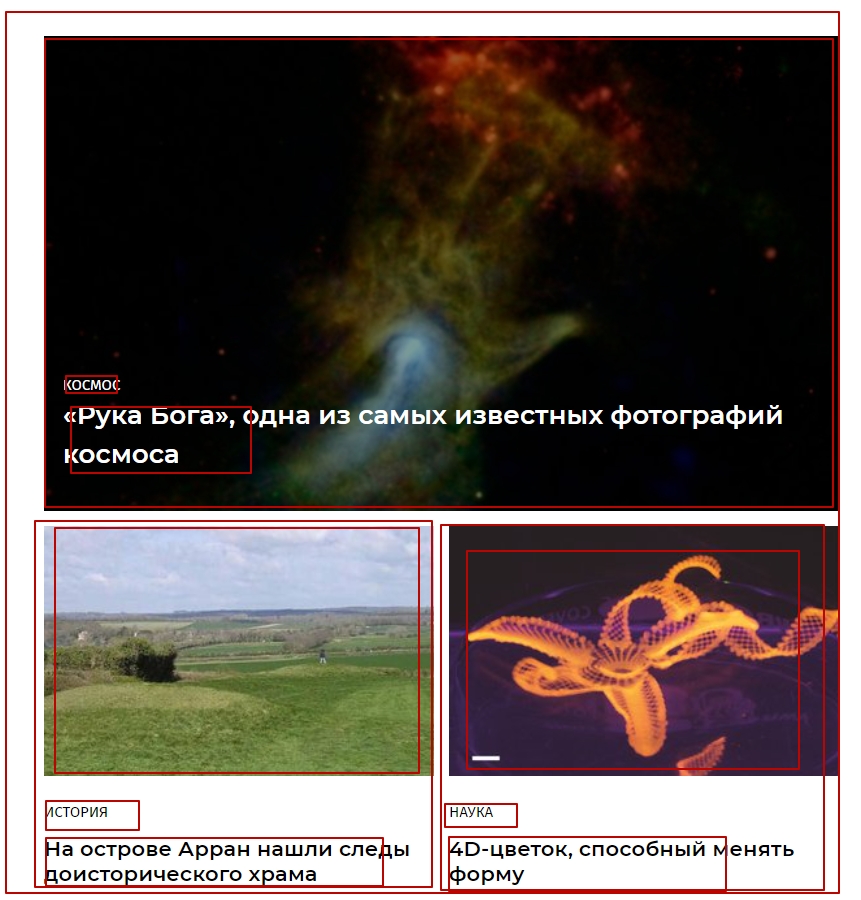 космос
«Рука Бога», одна из самых известных фотографий
космоса
ИСТОРИЯ
На острове Арран нашли следы
доисторического храма
НАУКА
4D-цветок, способный менять
форму